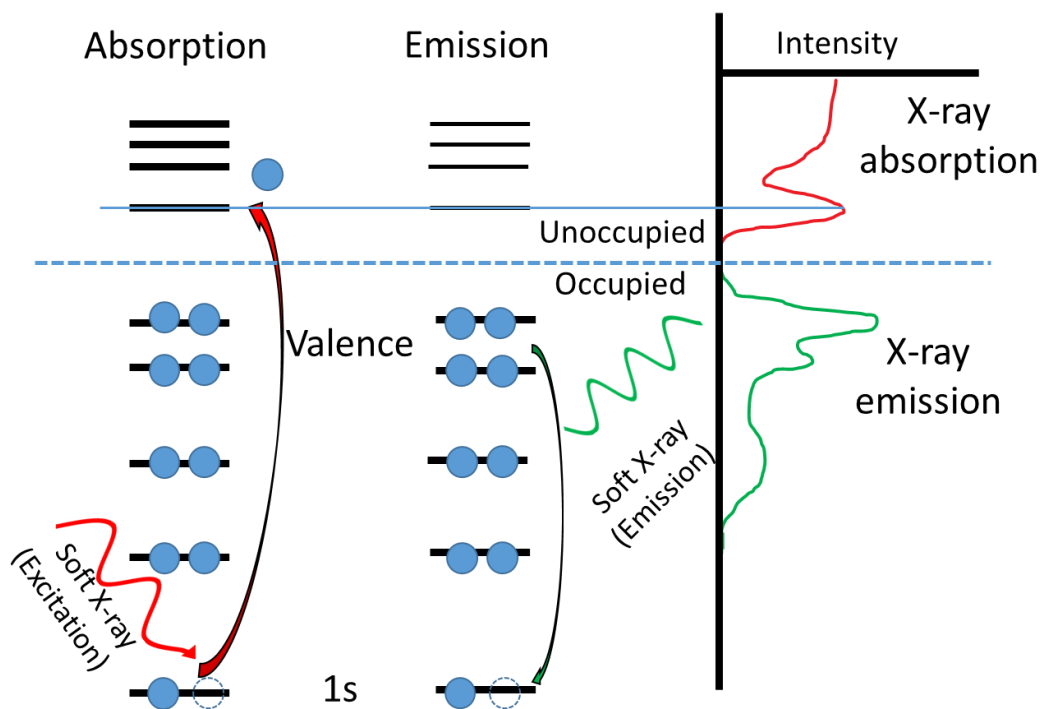 Absorption
Emission
Intensity
X-ray
absorption
Unoccupied
Occupied
Valence
X-ray
emission
Soft X-ray
(Emission)
Soft X-ray
(Excitation)
1s